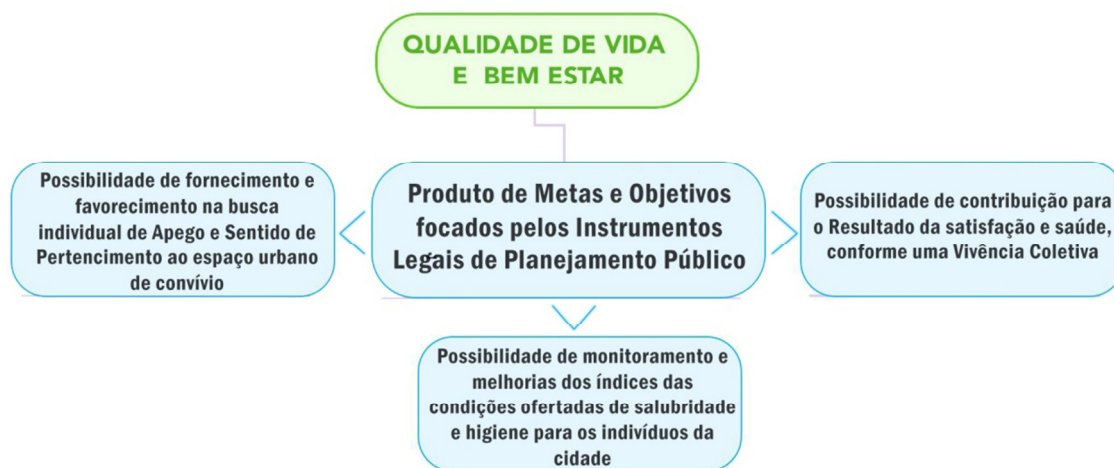 QUALIDADE DE VIDA
E BEM ESTAR
Possibilidade de fornecimento e
favorecimento na busca
individual de Apego e Sentido de
Pertencimento ao espaço urbano
de convívio
Produto de Metas e Objetivos
focados pelos Instrumentos
Legais de Planejamento Público
Possibilidade de contribuição para
o Resultado da satisfação e saúde,
conforme uma Vivência Coletiva
Possibilidade de monitoramento e
melhorias dos índices das
condições ofertadas de salubridade
e higiene para os indivíduos da
cidade